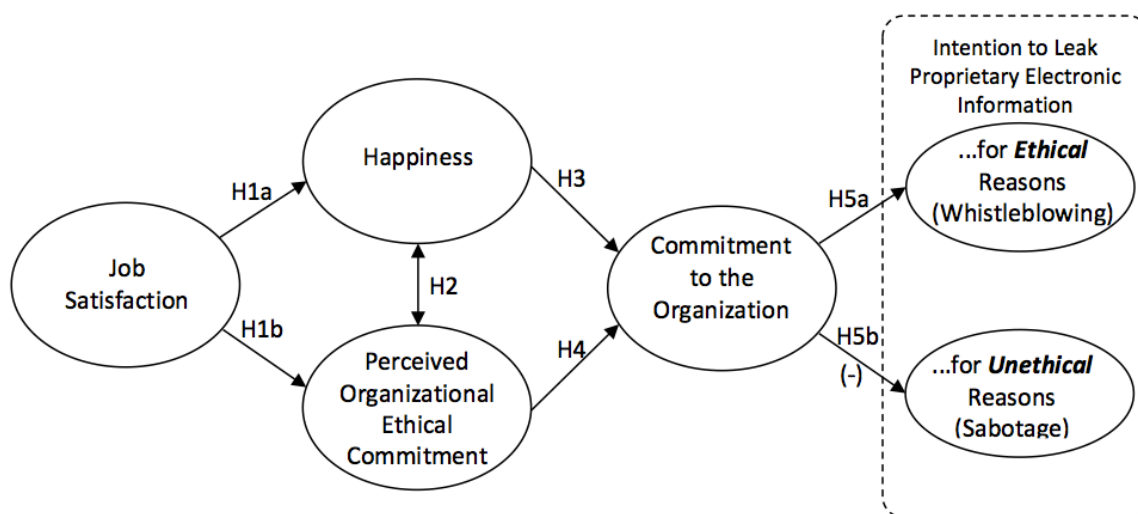 Intention to Leak
Proprietary Electronic
Information
Happiness
...for Ethical
Reasons
(Whistleblowing)
H1a
H3
H5a
Job
Satisfaction
Commitment
to the
Organization
H2
H1b
H4
H5b
(-)
Perceived
Organizational
Ethical
Commitment
...for Unethical
Reasons
(Sabotage)